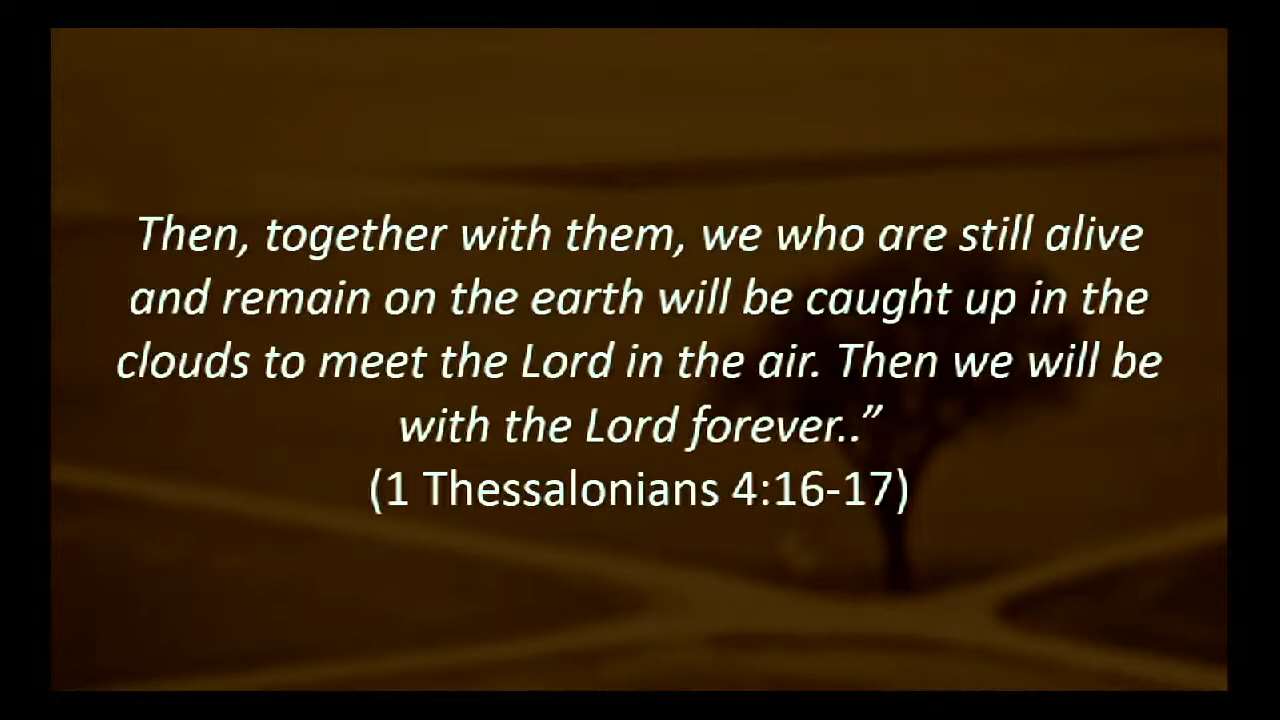 Then, together with them, we who are still alive
and remain on the earth will be caught up in the
clouds to meet the Lord in the air. Then we will be
with the Lord forever..”
(1 Thessalonians 4:16-17)